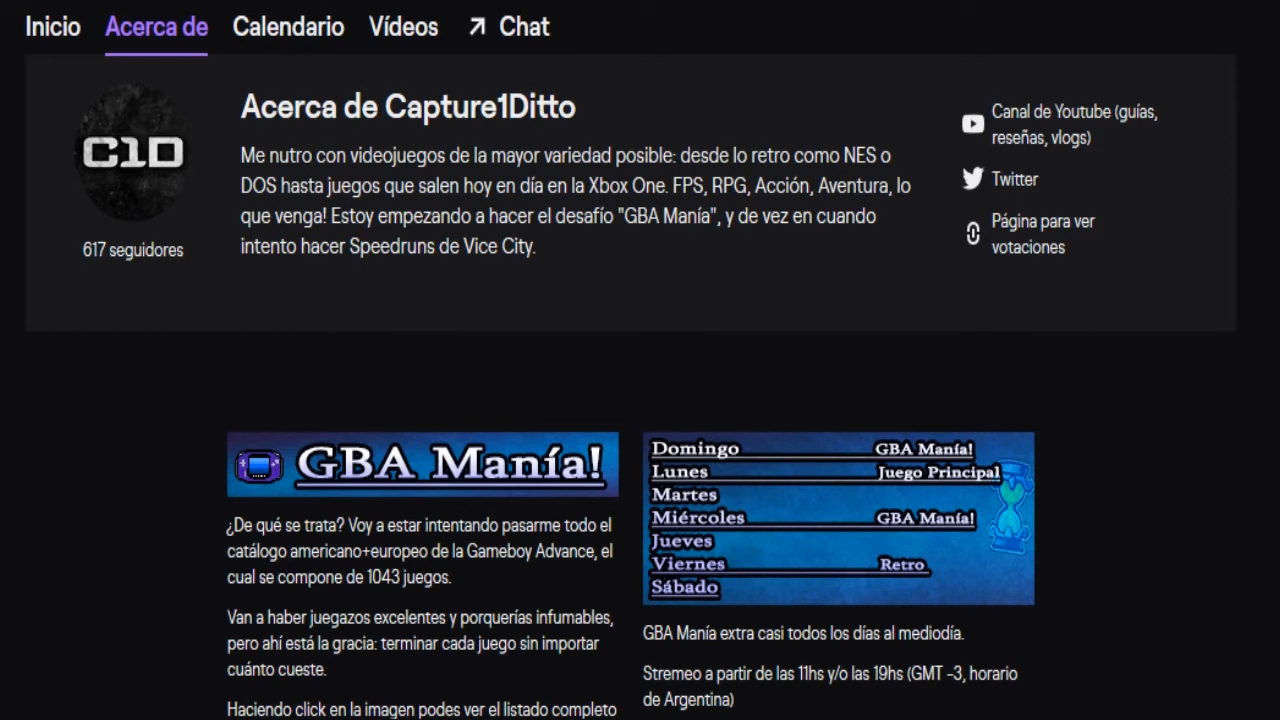 Inicio Acerca de Calendario Vídeos Chat
C1D
617 seguidores
Acerca de Capture1Ditto
Me nutro con videojuegos de la mayor variedad posible: desde lo retro como NES o
DOS hasta juegos que salen hoy en día en la Xbox One. FPS, RPG, Acción, Aventura, lo
que venga! Estoy empezando a hacer el desafío "GBA Manía", y de vez en cuando
intento hacer Speedruns de Vice City.
Canal de Youtube (guías,
reseñas, vlogs)
Twitter
Página para ver
votaciones
GBA Manía!
¿De qué se trata? Voy a estar intentando pasarme todo el
catálogo americano+europeo de la Gameboy Advance, el
cual se compone de 1043 juegos.
Van a haber juegazos excelentes y porquerías infumables,
pero ahí está la gracia: terminar cada juego sin importar
cuánto cueste.
Haciendo click en la imagen podes ver el listado completo
Domingo GBA Manía!
Lunes Juego Principal
Martes
Miércoles GBA Manía!
Jueves
Viernes Retro
Sábado
GBA Manía extra casi todos los días al mediodía.
Stremeo a partir de las 11hs y/o las 19hs (GMT -3, horario
de Argentina)